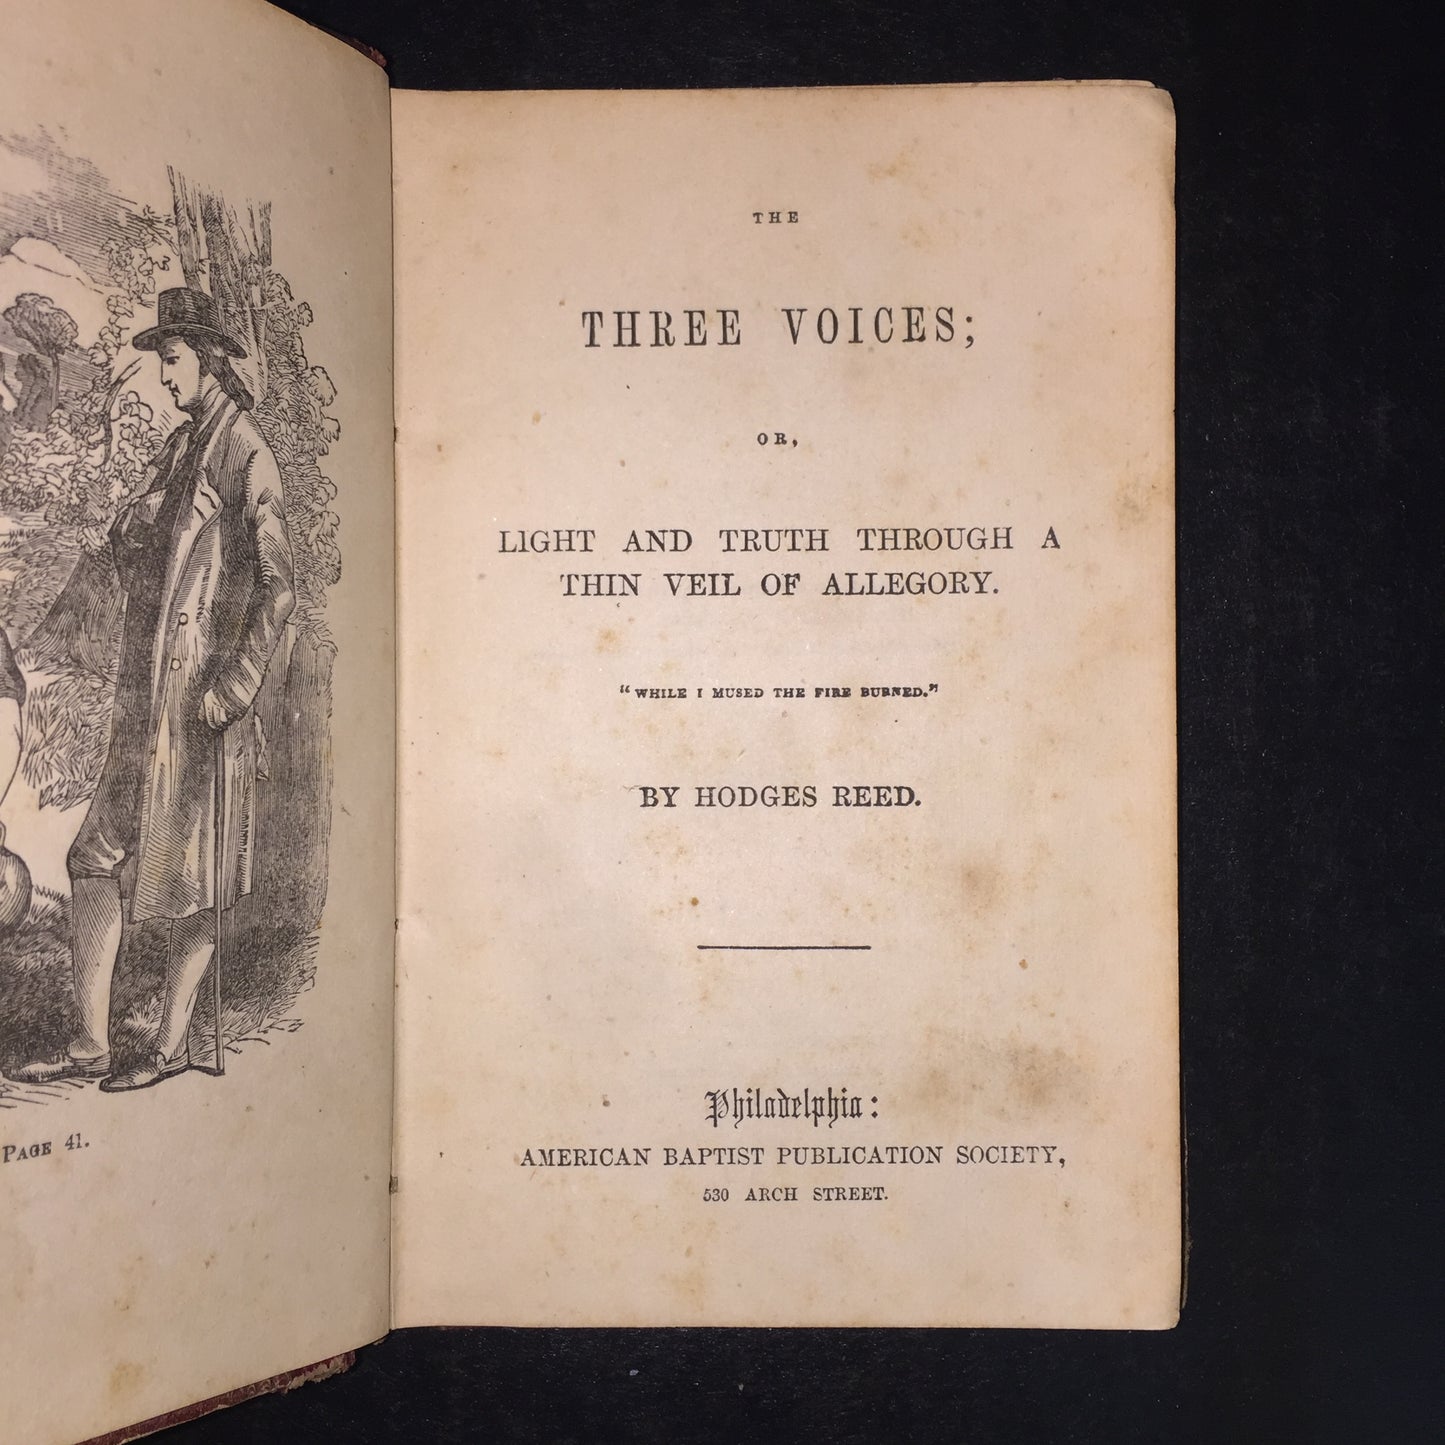 PAGE 41.
THE
THREE VOICES;
OR,
LIGHT AND TRUTH THROUGH A
THIN VEIL OF ALLEGORY.
"WHILE I MUSED THE FIRE BURNED."
BY HODGES REED.
Philadelphia:
AMERICAN BAPTIST PUBLICATION SOCIETY,
530 ARCH STREET.